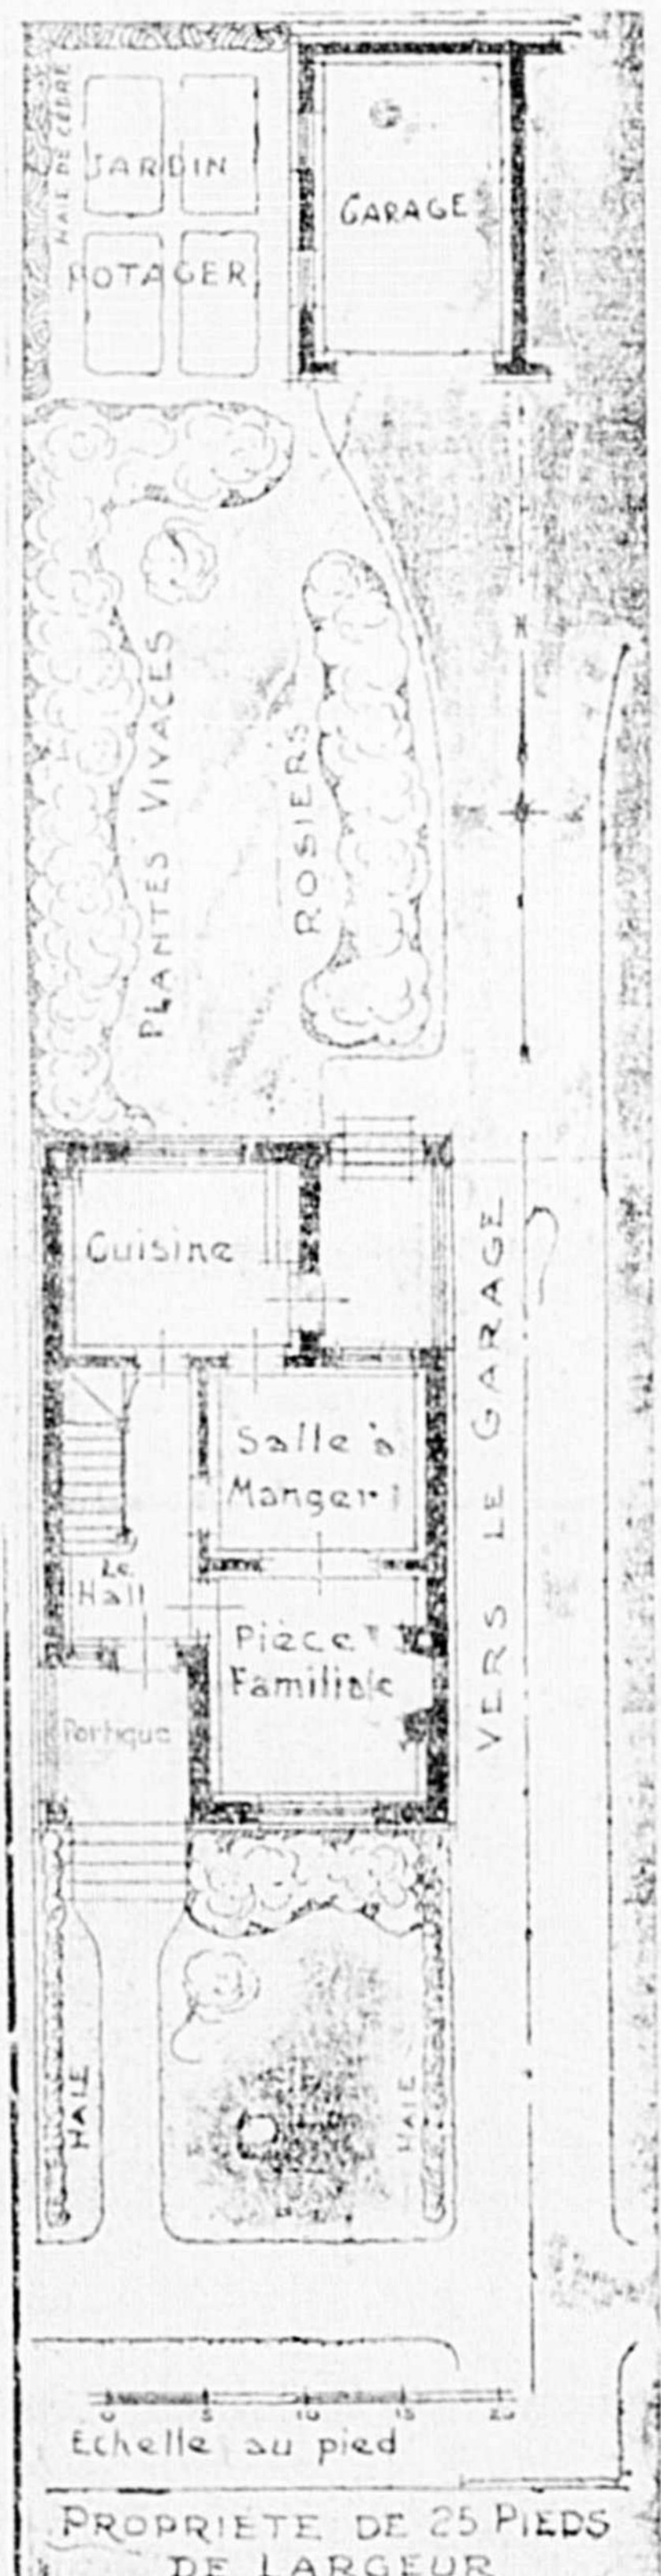 HAIE DE CÈDRE
JARDIN
POTAGER
GARAGE
PLANTES VIVACES
ROSIERS
Cuisine
Salle à
Manger
VERS LE GARAGE
Le
Hall
Pièce
Familiale
Portique
HAIE
HAIE
0 5 10 15 20
Echelle au pied
PROPRIETE DE 25 PIEDS
DE LARGEUR